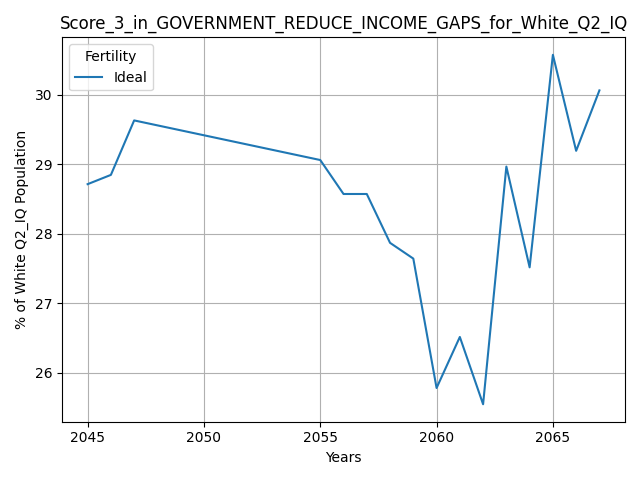 Score_3_in_GOVERNMENT_REDUCE_INCOME_GAPS_for_White_Q2_IQ
Fertility
Ideal
% of White Q2_IQ Population
30
29
28
27
26
2045
2050
2055
2060
2065
Years